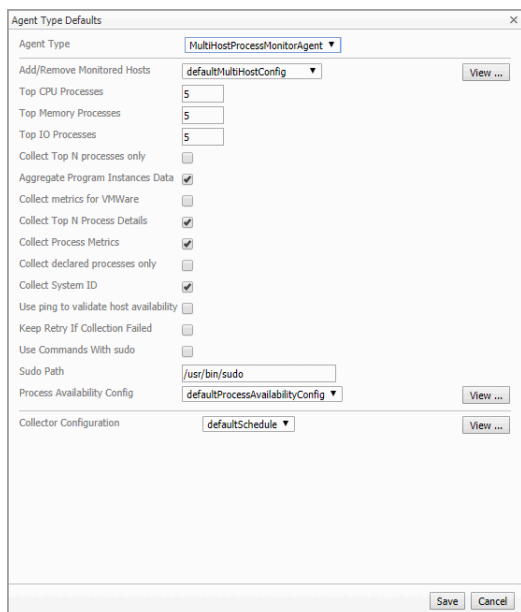 Agent Type Defaults ×
Agent Type MultiHostProcessMonitorAgent
Add/Remove Monitored Hosts defaultMultiHostConfig View ...
Top CPU Processes 5
Top Memory Processes 5
Top IO Processes 5
Collect Top N processes only
Aggregate Program Instances Data
Collect metrics for VMWare
Collect Top N Process Details
Collect Process Metrics
Collect declared processes only
Collect System ID
Use ping to validate host availability
Keep Retry If Collection Failed
Use Commands With sudo
Sudo Path /usr/bin/sudo
Process Availability Config defaultProcessAvailabilityConfig View ...
Collector Configuration defaultSchedule View ...
Save Cancel